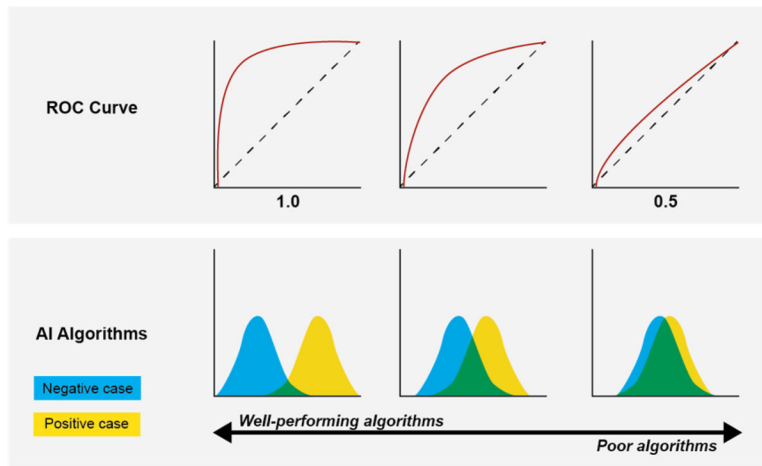 ROC Curve
1.0
0.5
AI Algorithms
Negative case
Positive case
Well-performing algorithms
Poor algorithms